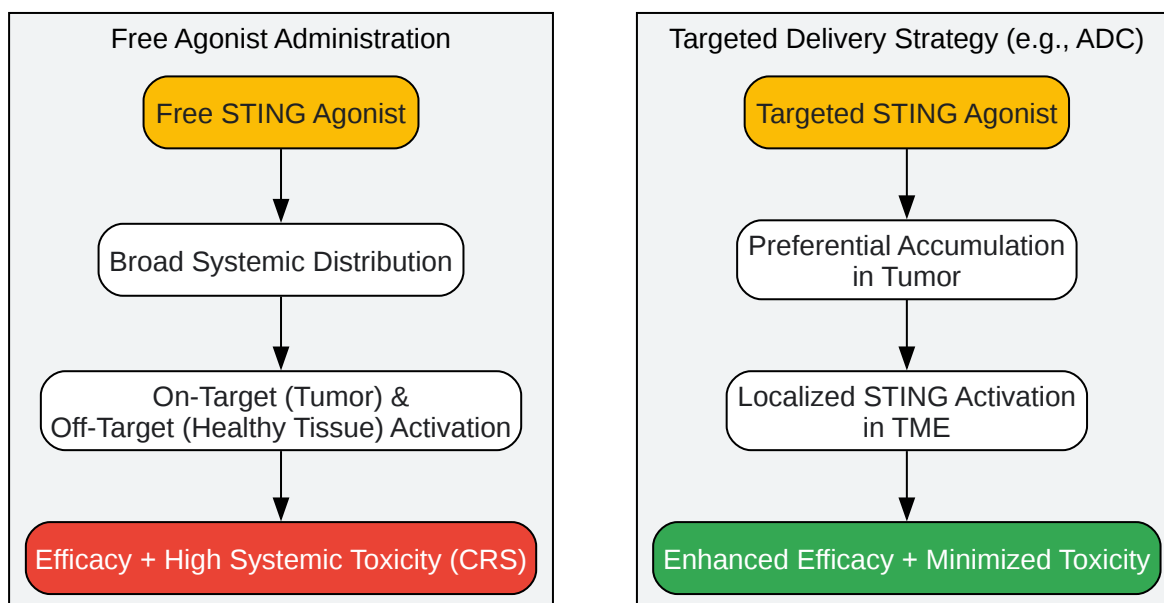 Free Agonist Administration
Free STING Agonist
Broad Systemic Distribution
On-Target (Tumor) &
Off-Target (Healthy Tissue) Activation
Efficacy + High Systemic Toxicity (CRS)
Targeted Delivery Strategy (e.g., ADC)
Targeted STING Agonist
Preferential Accumulation
in Tumor
Localized STING Activation
in TME
Enhanced Efficacy + Minimized Toxicity